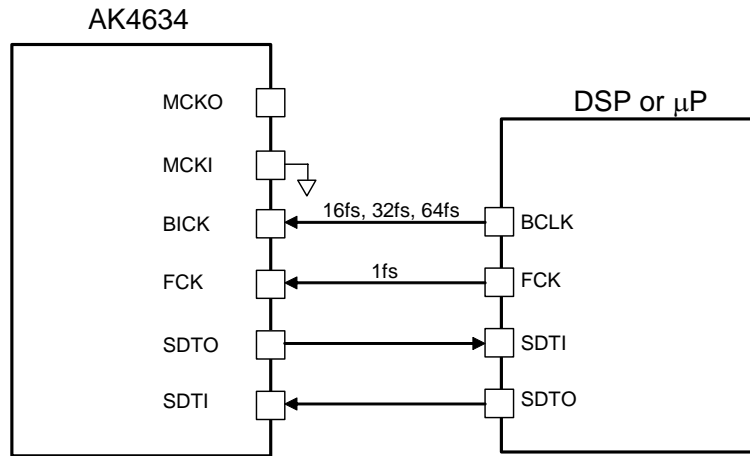 AK4634
DSP or μP
MCKO
MCKI
BICK
16fs, 32fs, 64fs
BCLK
FCK
1fs
FCK
SDTO
SDTI
SDTI
SDTO